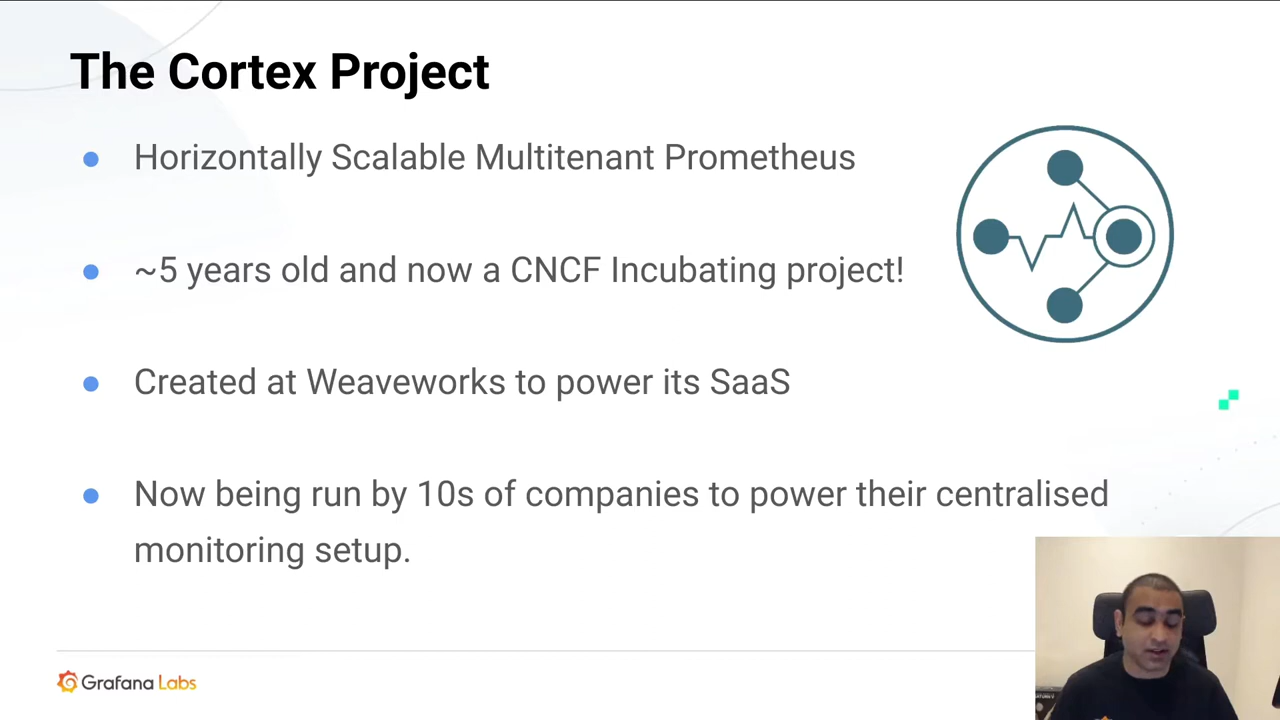 The Cortex Project
● Horizontally Scalable Multitenant Prometheus
● ~5 years old and now a CNCF Incubating project!
● Created at Weaveworks to power its SaaS
● Now being run by 10s of companies to power their centralised
monitoring setup.
Grafana Labs